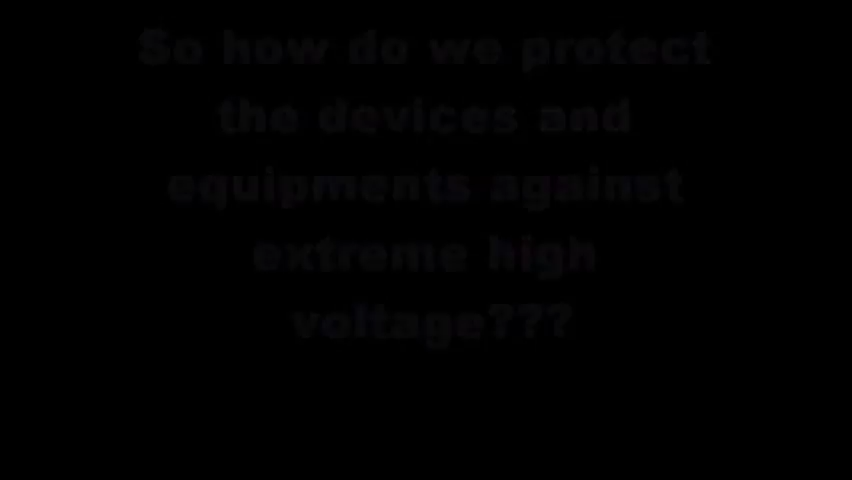 So how do we protect
the devices and
equipments against
extreme high
voltage???